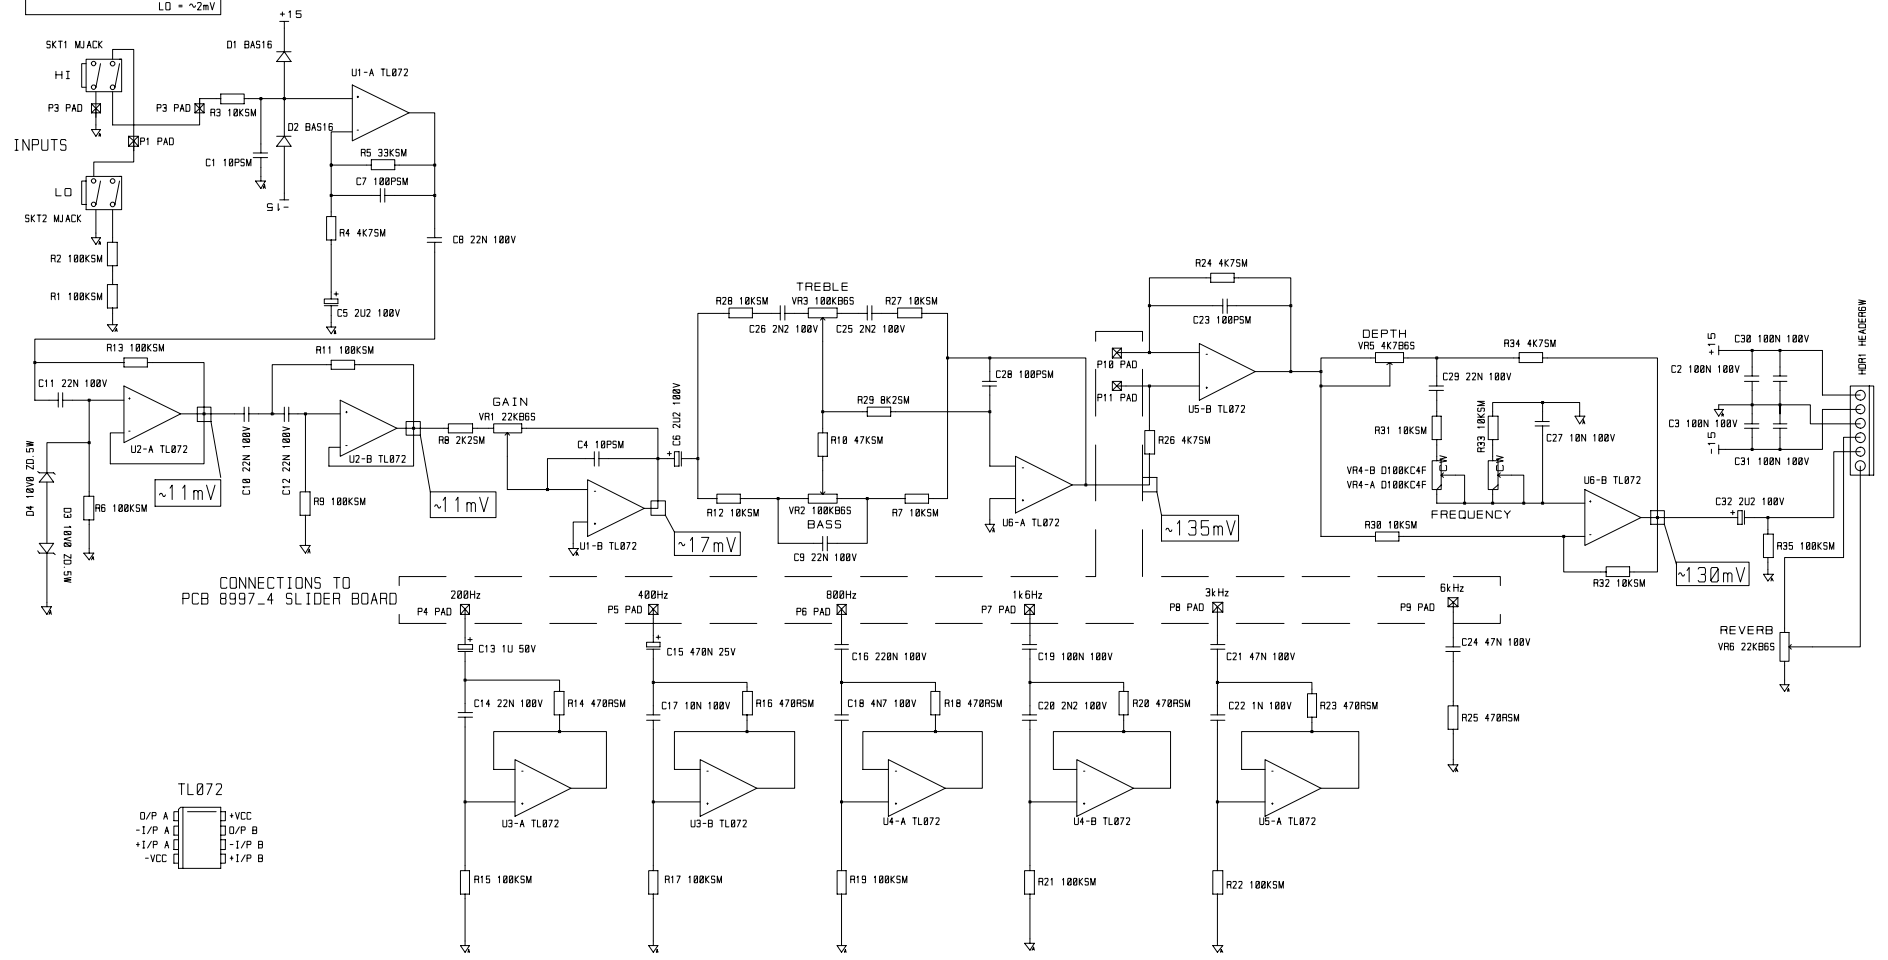 LO = ~2mV
+15
SKT1 MJACK
D1 BAS16
U1-A TL072
HI
P3 PAD
P3 PAD
R3 10KSM
D2 BAS16
P1 PAD
INPUTS
R5 33KSM
C1 10PSM
C7 100PSM
LO
-15
SKT2 MJACK
R4 4K7SM
C8 22N 100V
R2 100KSM
R1 100KSM
C5 2U2 100V
R13 100KSM
R11 100KSM
C11 22N 100V
U2-A TL072
U2-B TL072
C10 22N 100V
C12 22N 100V
D4 10V0 ZD.5W
D3 10V0 ZD.5W
R6 100KSM
~11mV
R9 100KSM
~11mV
GAIN
VR1 22KB6S
R8 2K2SM
C4 10PSM
U1-B TL072
~17mV
C6 2U2 100V
TREBLE
R28 10KSM
VR3 100KB6S
R27 10KSM
C26 2N2 100V
C25 2N2 100V
C28 100PSM
R29 8K2SM
R10 47KSM
R12 10KSM
VR2 100KB6S
R7 10KSM
BASS
C9 22N 100V
U6-A TL072
R24 4K7SM
C23 100PSM
P10 PAD
P11 PAD
U5-B TL072
R26 4K7SM
~135mV
DEPTH
VR5 4K7B6S
R34 4K7SM
C29 22N 100V
R31 10KSM
R33 10KSM
C27 10N 100V
CW
CW
VR4-B D100KC4F
VR4-A D100KC4F
FREQUENCY
U6-B TL072
R30 10KSM
R32 10KSM
~130mV
C32 2U2 100V
R35 100KSM
+15
C30 100N 100V
C2 100N 100V
C3 100N 100V
-15
C31 100N 100V
HDR1 HEADER6W
REVERB
VR6 22KB6S
CONNECTIONS TO
PCB 8997_4 SLIDER BOARD
200Hz
P4 PAD
400Hz
P5 PAD
800Hz
P6 PAD
1k6Hz
P7 PAD
3kHz
P8 PAD
6kHz
P9 PAD
C13 1U 50V
C15 470N 25V
C16 220N 100V
C19 100N 100V
C21 47N 100V
C24 47N 100V
C14 22N 100V
R14 470RSM
C17 10N 100V
R16 470RSM
C18 4N7 100V
R18 470RSM
C20 2N2 100V
R20 470RSM
C22 1N 100V
R23 470RSM
R25 470RSM
U3-A TL072
U3-B TL072
U4-A TL072
U4-B TL072
U5-A TL072
R15 100KSM
R17 100KSM
R19 100KSM
R21 100KSM
R22 100KSM
TL072
O/P A
+VCC
-I/P A
O/P B
+I/P A
-I/P B
-VCC
+I/P B